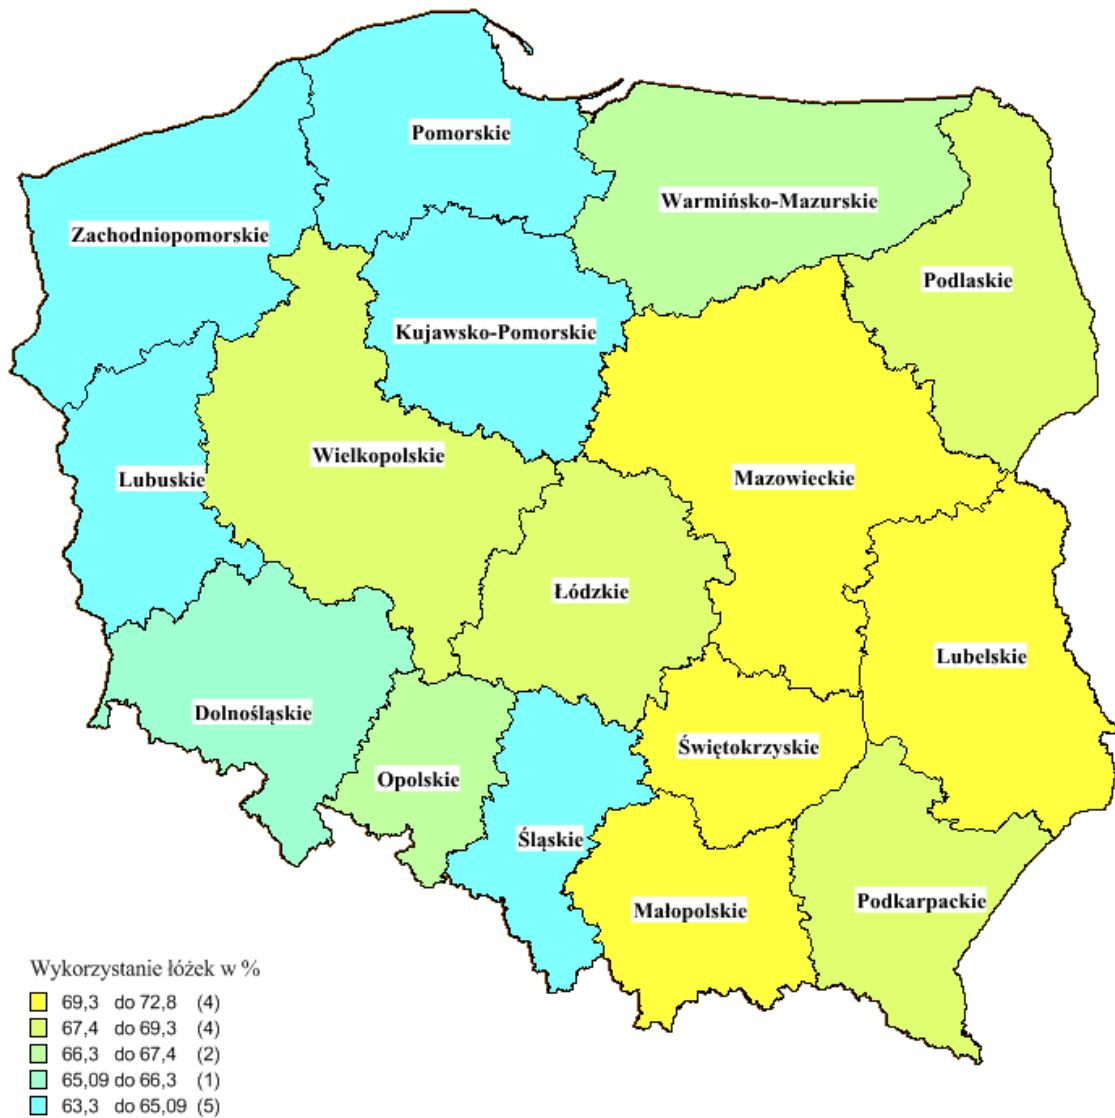 Pomorskie
Warmińsko-Mazurskie
Zachodniopomorskie
Podlaskie
Kujawsko-Pomorskie
Wielkopolskie
Mazowieckie
Lubuskie
Łódzkie
Lubelskie
Dolnośląskie
Świętokrzyskie
Opolskie
Śląskie
Podkarpackie
Małopolskie
Wykorzystanie łóżek w %
69,3 do 72,8 (4)
67,4 do 69,3 (4)
66,3 do 67,4 (2)
65,09 do 66,3 (1)
63,3 do 65,09 (5)